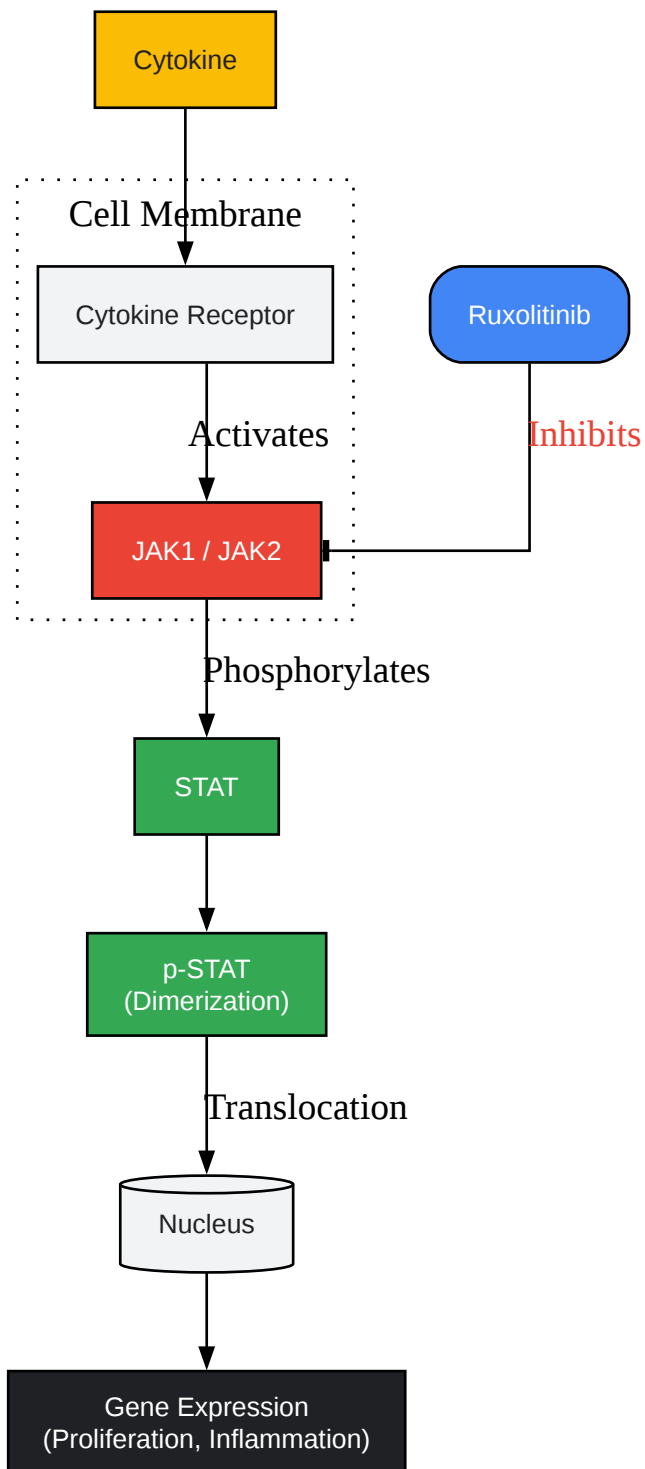 Cytokine
Cell Membrane
Cytokine Receptor
Ruxolitinib
Activates
Inhibits
JAK1 / JAK2
Phosphorylates
STAT
p-STAT
(Dimerization)
Translocation
Nucleus
Gene Expression
(Proliferation, Inflammation)